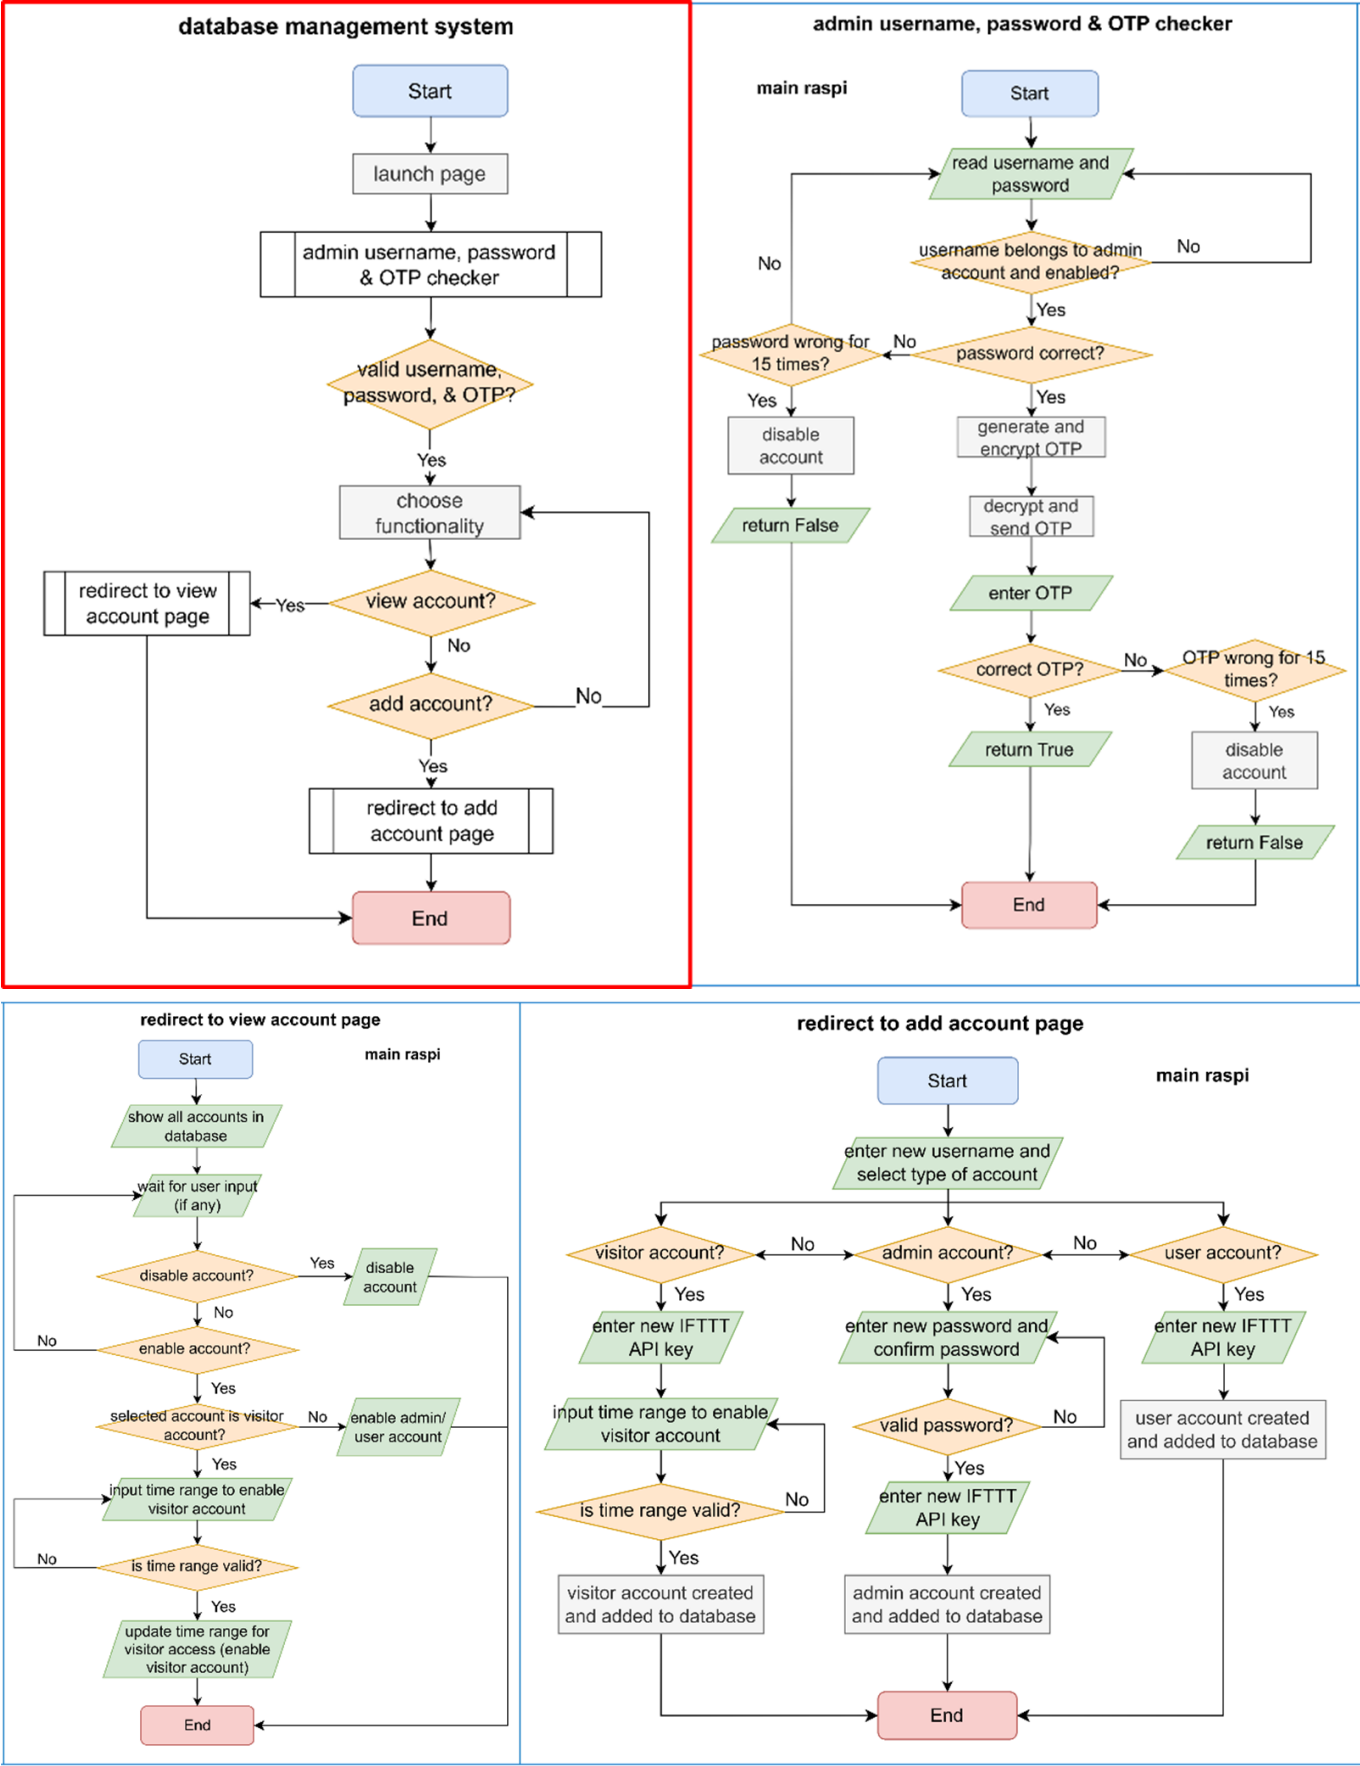 database management system
Start
launch page
admin username, password
& OTP checker
valid username,
password, & OTP?
Yes
choose
functionality
redirect to view
account page
Yes
view account?
No
add account?
No
Yes
redirect to add
account page
End
admin username, password & OTP checker
main raspi
Start
read username and
password
username belongs to admin
account and enabled?
No
No
Yes
password wrong for
15 times?
No
password correct?
Yes
Yes
disable
account
generate and
encrypt OTP
return False
decrypt and
send OTP
enter OTP
correct OTP?
No
OTP wrong for 15
times?
Yes
Yes
return True
disable
account
return False
End
redirect to view account page
main raspi
Start
show all accounts in
database
wait for user input
(if any)
disable account?
Yes
disable
account
No
No
enable account?
Yes
selected account is visitor
account?
No
enable admin/
user account
Yes
input time range to enable
visitor account
No
is time range valid?
Yes
update time range for
visitor access (enable
visitor account)
End
redirect to add account page
main raspi
Start
enter new username and
select type of account
visitor account?
No
admin account?
No
user account?
Yes
Yes
Yes
enter new IFTTT
API key
enter new password and
confirm password
enter new IFTTT
API key
input time range to enable
visitor account
valid password?
No
user account created
and added to database
Yes
is time range valid?
No
enter new IFTTT
API key
Yes
visitor account created
and added to database
admin account created
and added to database
End